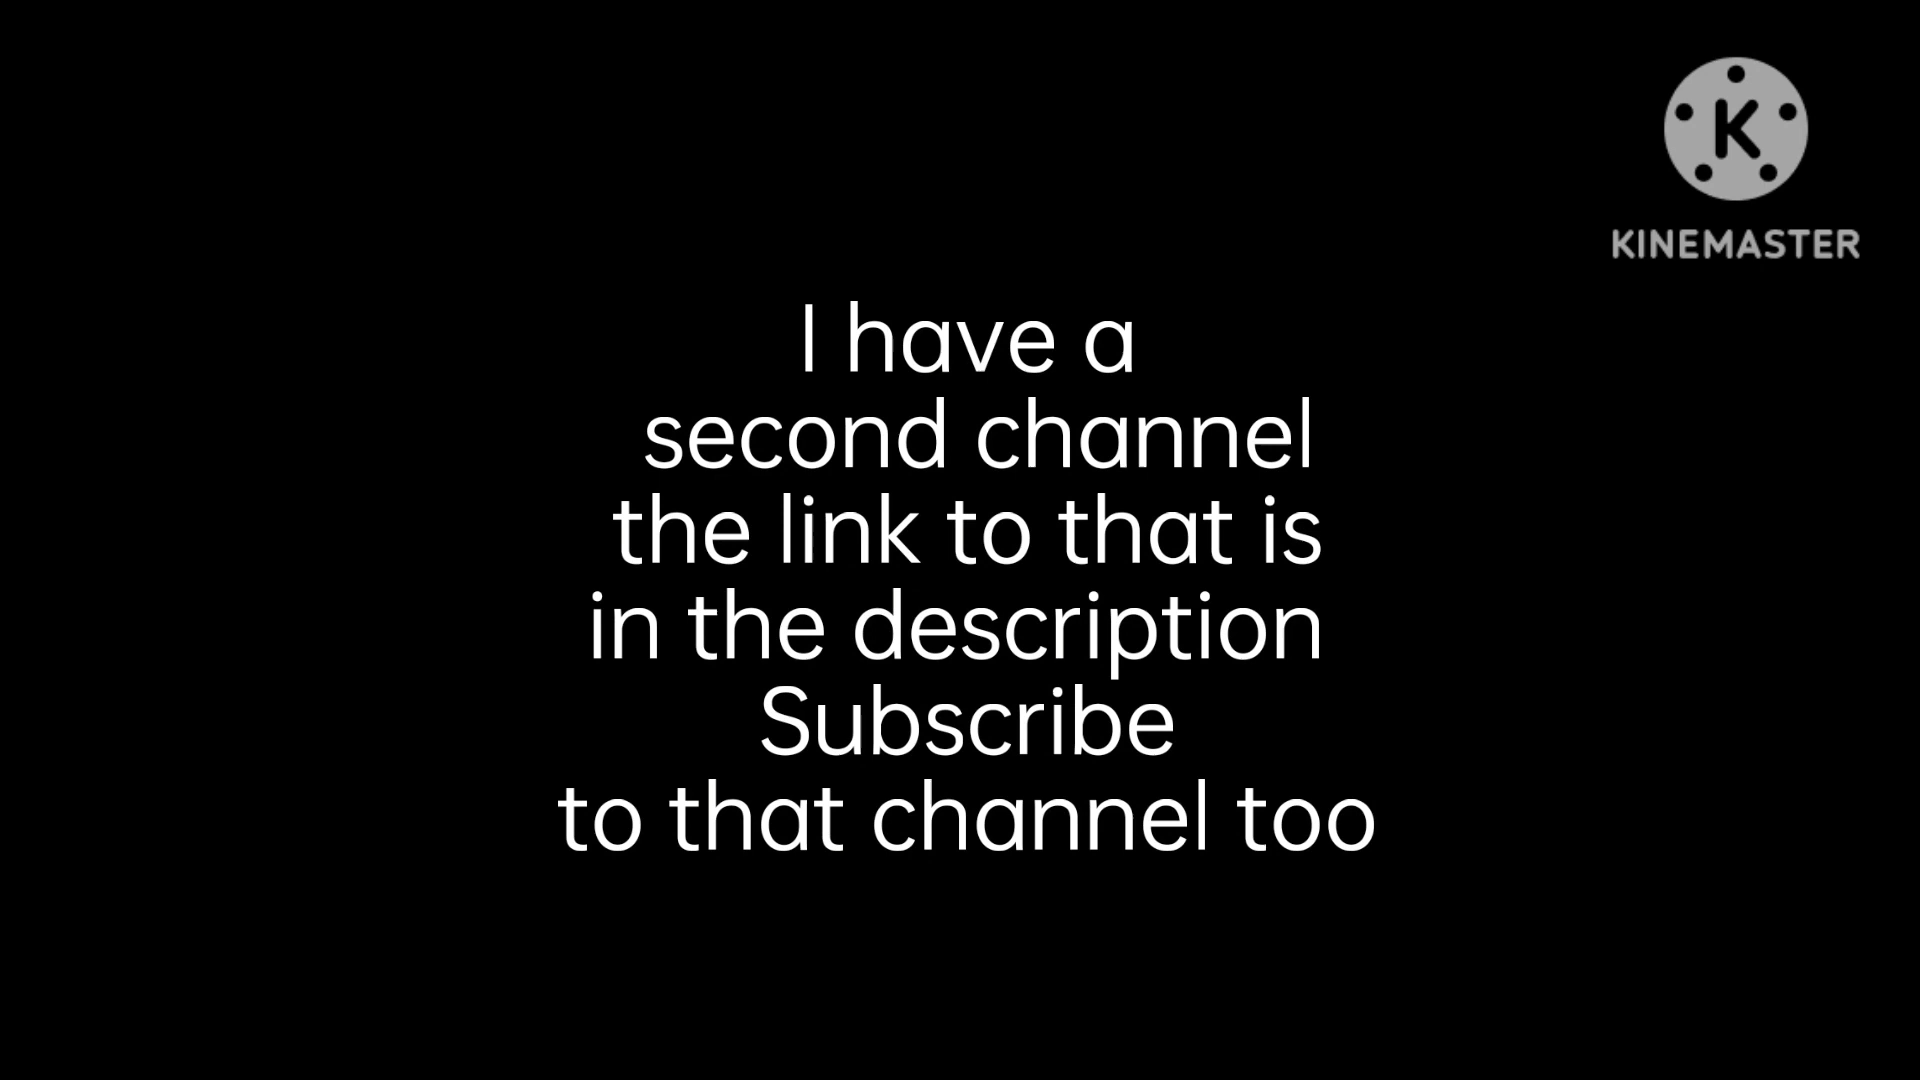 K
KINEMASTER
I have a
second channel
the link to that is
in the description
Subscribe
to that channel too